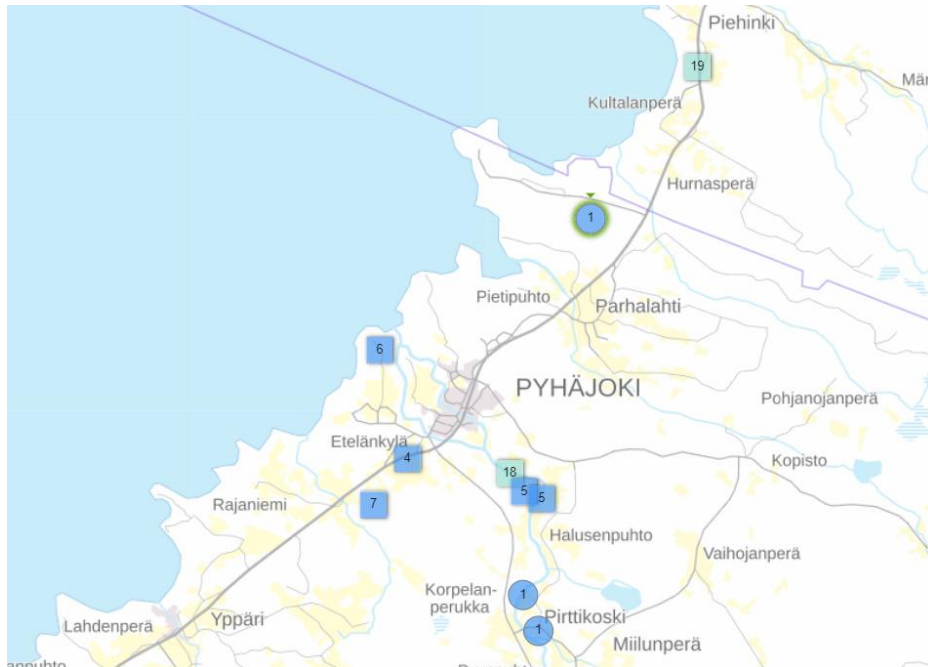 Piehinki
19
Män
Kultalanperä
Hurnasperä
1
Pietipuhto
Parhalahti
6
PYHÄJOKI
Pohjanojanperä
Etelänkylä
4
Kopisto
18
5
5
7
Rajaniemi
Halusenpuhto
Vaihojanperä
1
Korpelan-
perukka
Yppäri
Lahdenperä
Pirttikoski
1
Miilunperä